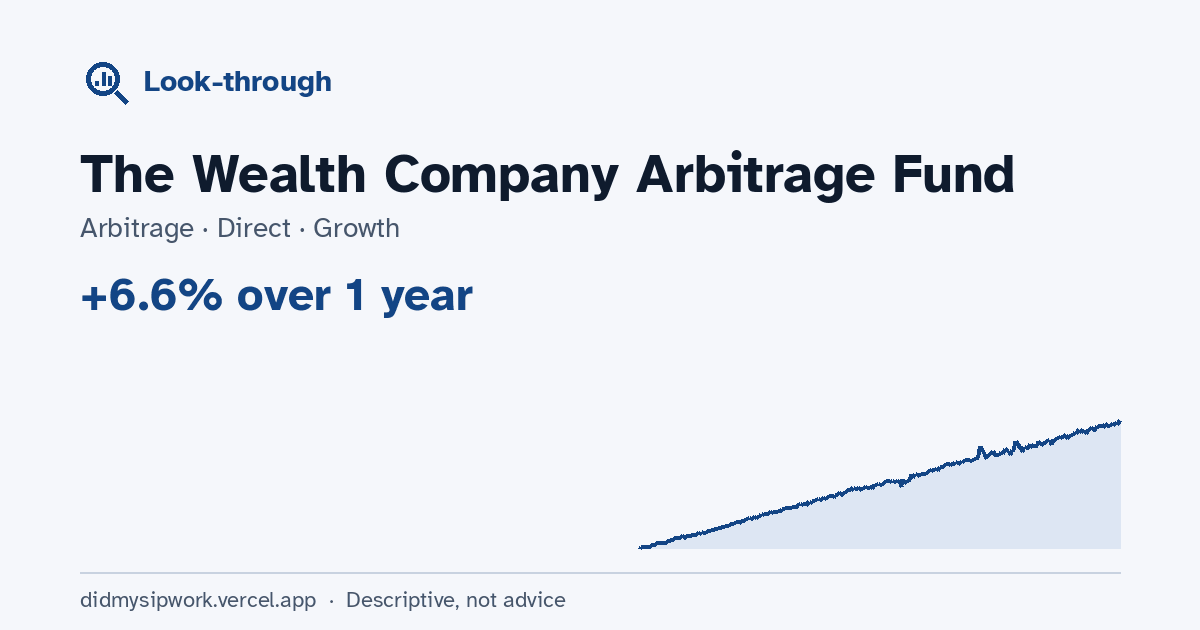 Look-through
The Wealth Company Arbitrage Fund
Arbitrage · Direct · Growth
+6.6% over 1 year
didmysipwork.vercel.app · Descriptive, not advice